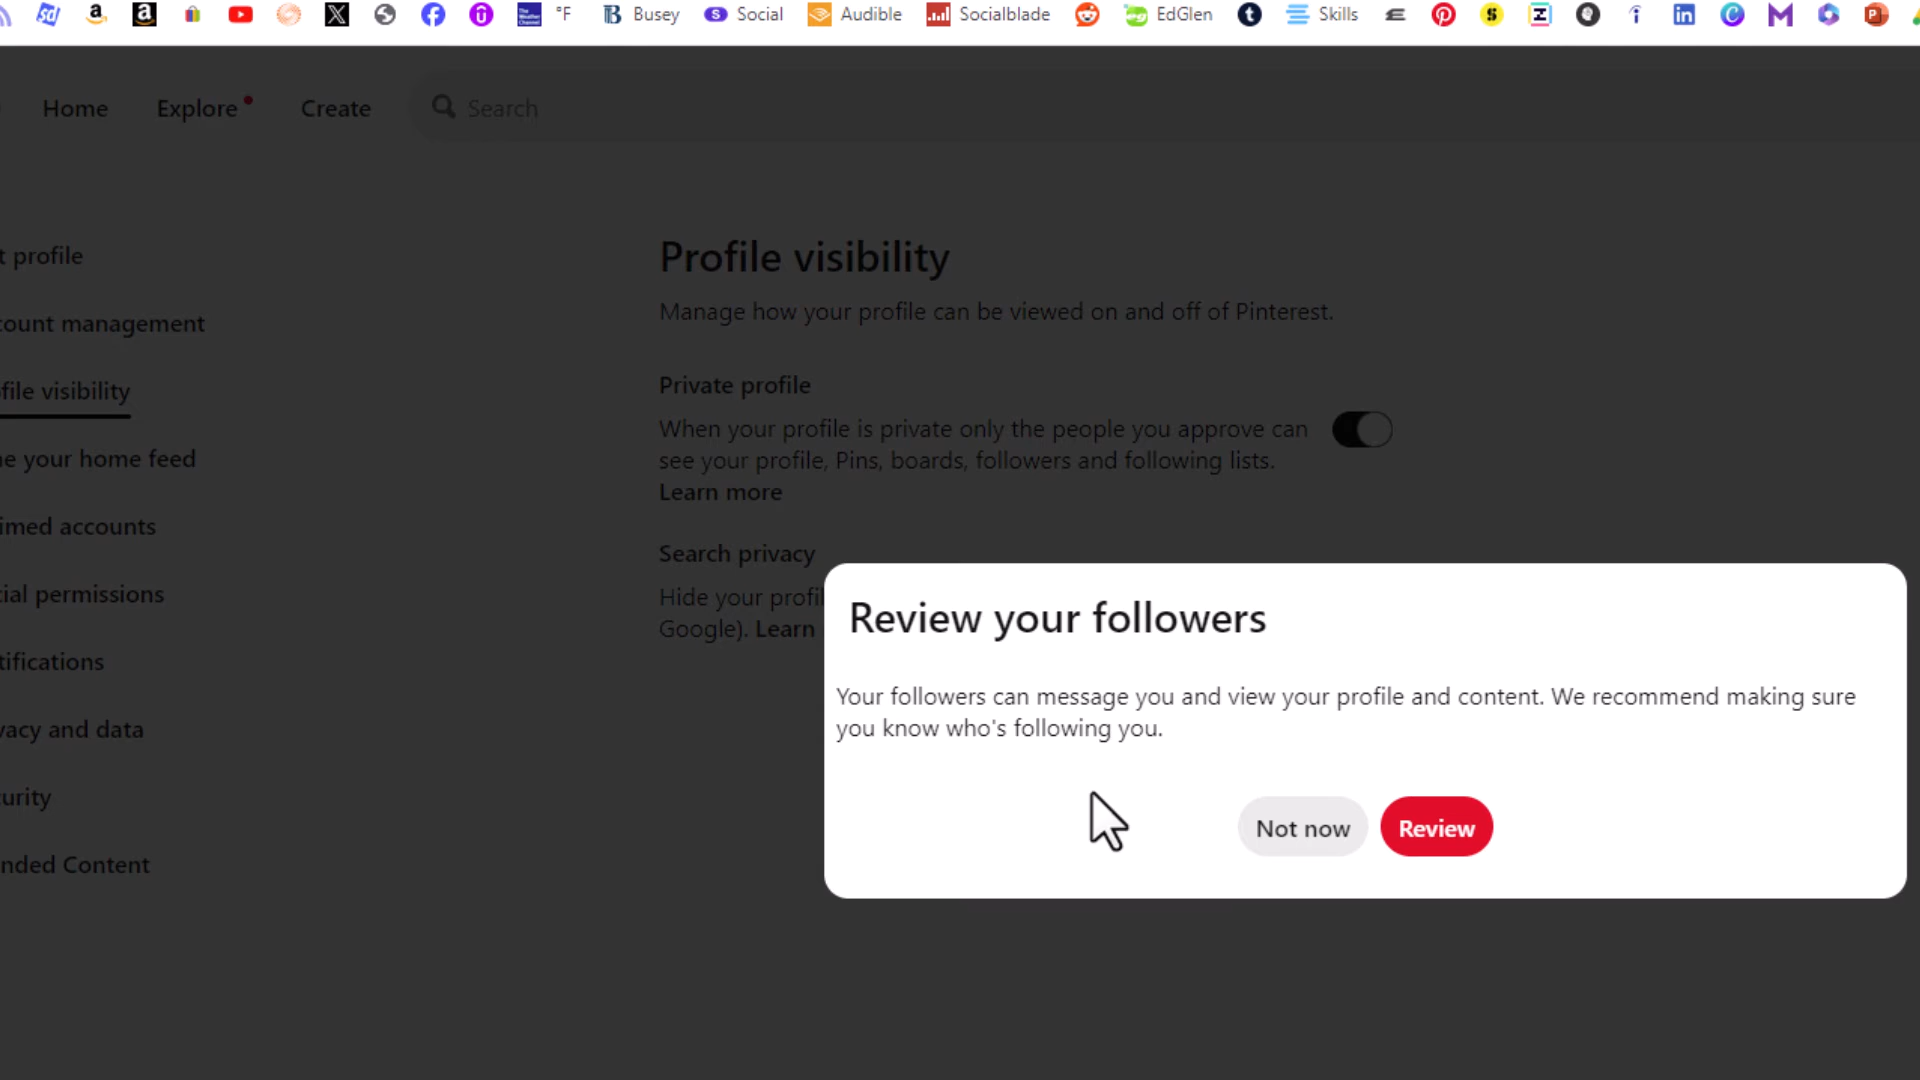 °F
Busey
Social
Audible
Socialblade
EdGlen
Skills
Home
Explore
Create
Search
t profile
count management
file visibility
ne your home feed
imed accounts
cial permissions
tifications
vacy and data
curity
nded Content
Profile visibility
Manage how your profile can be viewed on and off of Pinterest.
Private profile
When your profile is private only the people you approve can
see your profile, Pins, boards, followers and following lists.
Learn more
Search privacy
Hide your profil
Google). Learn
Review your followers
Your followers can message you and view your profile and content. We recommend making sure
you know who's following you.
Not now
Review